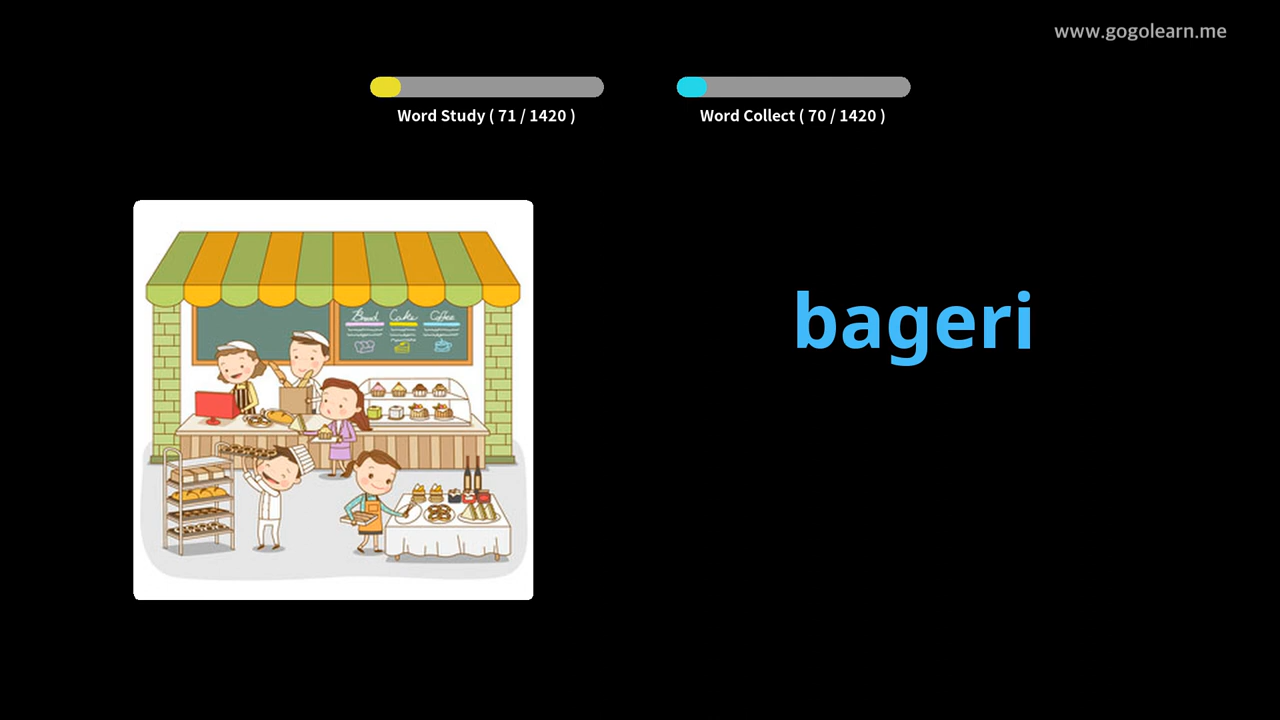 www.gogolearn.me
Word Study ( 71 / 1420 )
Word Collect ( 70 / 1420 )
Bread Cake Coffee
bageri